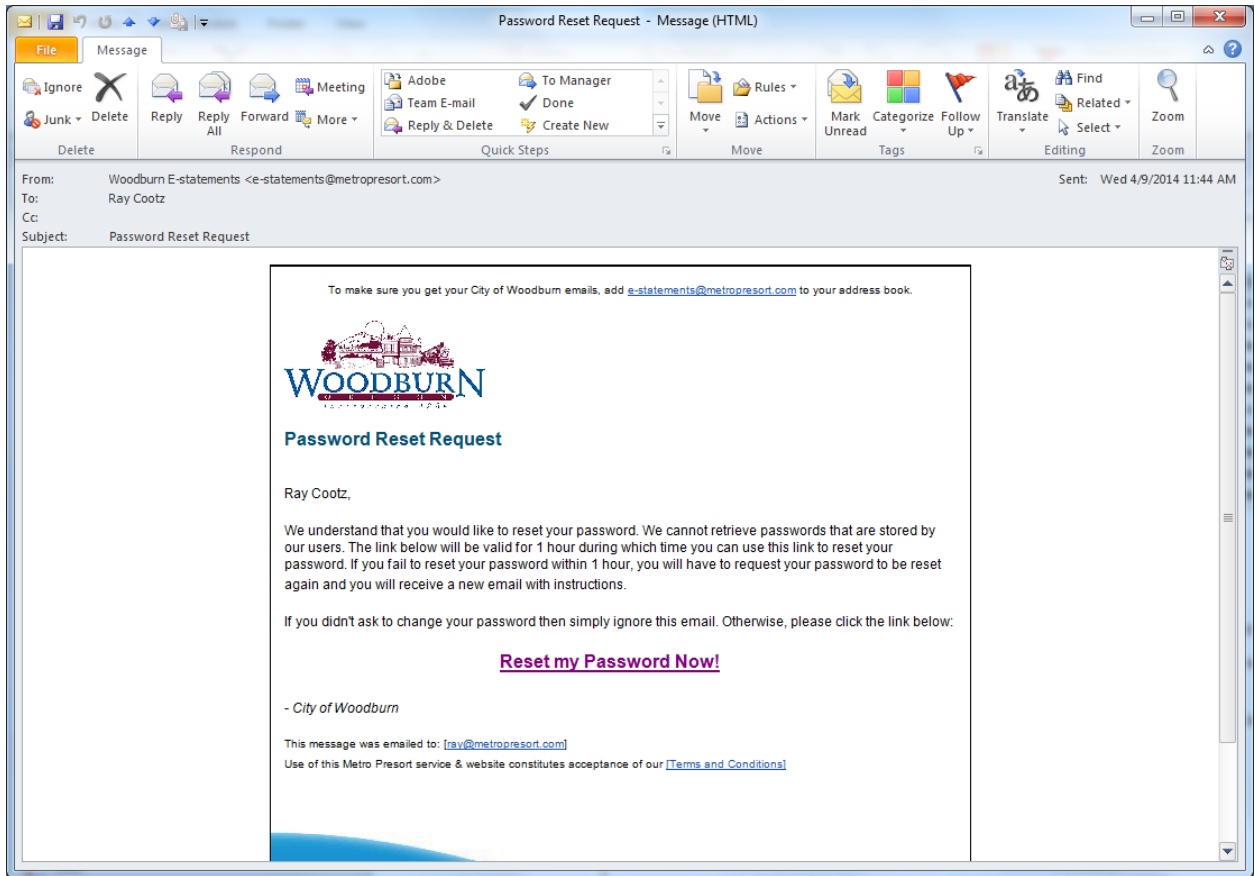 Password Reset Request - Message (HTML)
File Message
Ignore
Junk
Delete
Delete
Reply
Reply All
Forward
Meeting
More
Respond
Adobe
Team E-mail
Reply & Delete
To Manager
Done
Create New
Quick Steps
Move
Rules
Actions
Move
Mark Unread
Categorize
Follow Up
Tags
Translate
Find
Related
Select
Editing
Zoom
Zoom
From: Woodburn E-statements <e-statements@metropresort.com>
Sent: Wed 4/9/2014 11:44 AM
To: Ray Cootz
Cc:
Subject: Password Reset Request
To make sure you get your City of Woodburn emails, add e-statements@metropresort.com to your address book.
WOODBURN
OREGON
Password Reset Request
Ray Cootz,
We understand that you would like to reset your password. We cannot retrieve passwords that are stored by
our users. The link below will be valid for 1 hour during which time you can use this link to reset your
password. If you fail to reset your password within 1 hour, you will have to request your password to be reset
again and you will receive a new email with instructions.
If you didn't ask to change your password then simply ignore this email. Otherwise, please click the link below:
Reset my Password Now!
- City of Woodburn
This message was emailed to: [ray@metropresort.com]
Use of this Metro Presort service & website constitutes acceptance of our [Terms and Conditions]